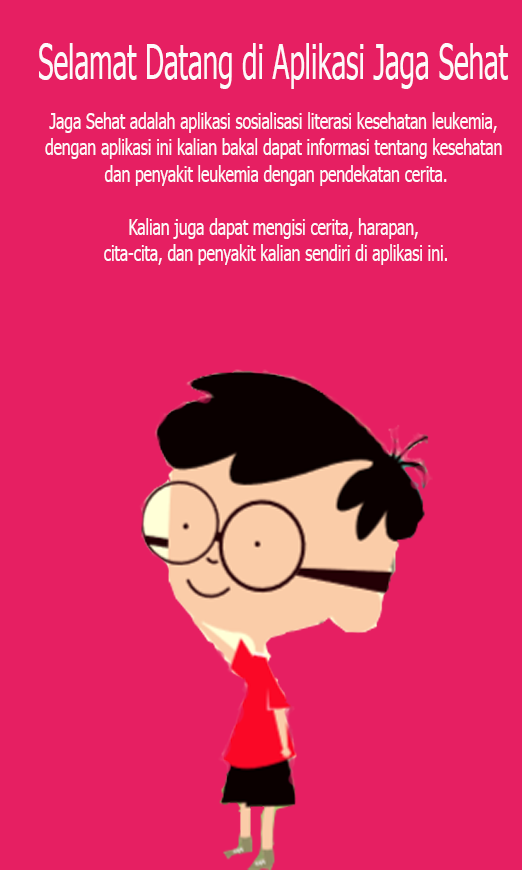 Selamat Datang di Aplikasi Jaga Sehat
Jaga Sehat adalah aplikasi sosialisasi literasi kesehatan leukemia,
dengan aplikasi ini kalian bakal dapat informasi tentang kesehatan
dan penyakit leukemia dengan pendekatan cerita.
Kalian juga dapat mengisi cerita, harapan,
cita-cita, dan penyakit kalian sendiri di aplikasi ini.